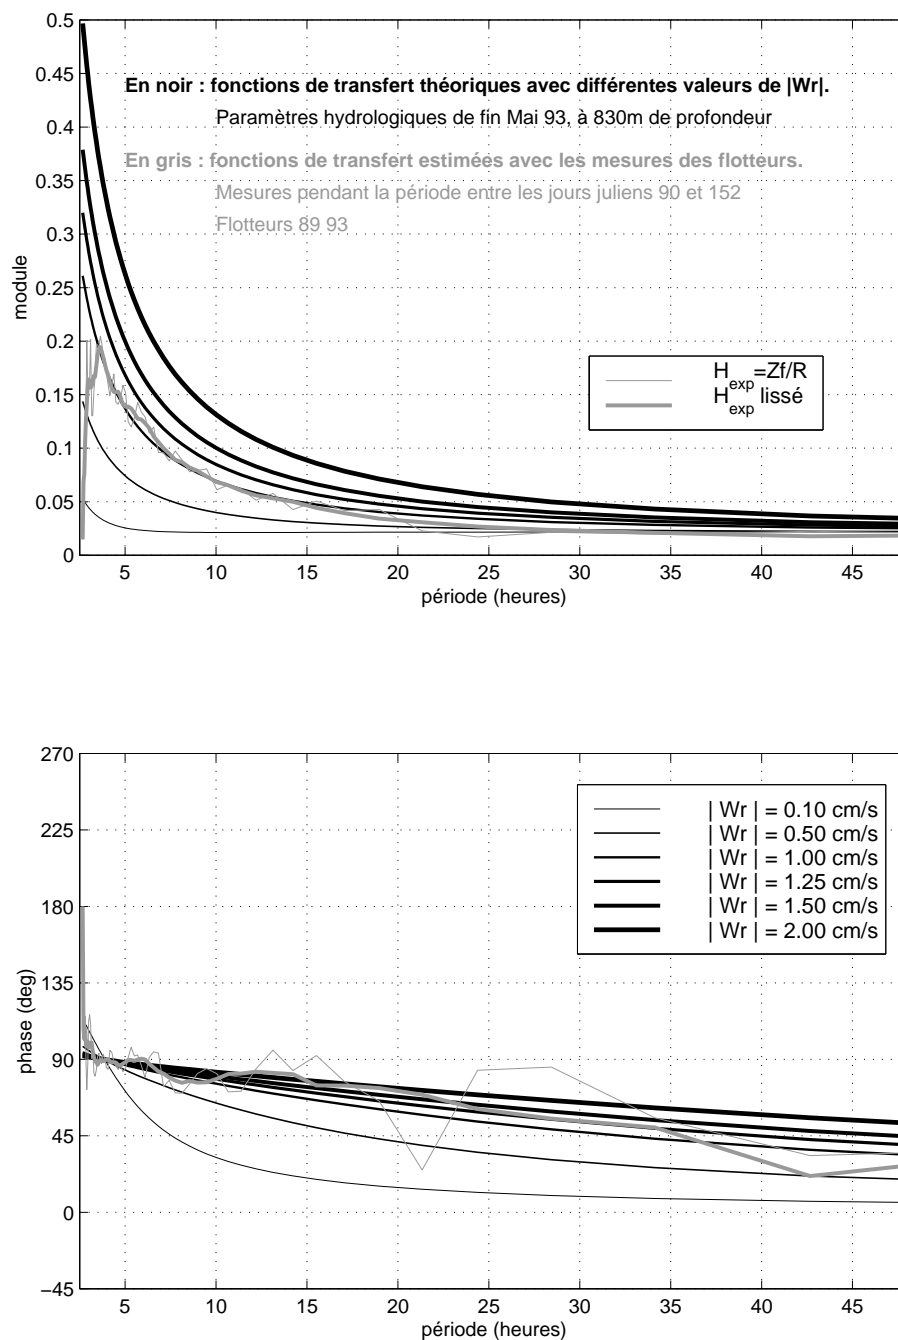 0.5
0.45
En noir : fonctions de transfert théoriques avec différentes valeurs de |Wr|.
0.4
Paramètres hydrologiques de fin Mai 93, à 830m de profondeur
En gris : fonctions de transfert estimées avec les mesures des flotteurs.
0.35
Mesures pendant la période entre les jours juliens 90 et 152
0.3
Flotteurs 89 93
0.25
module
0.2
H_exp=Zf/R
0.15
H_exp lissé
0.1
0.05
0
5 10 15 20 25 30 35 40 45
période (heures)
270
| Wr | = 0.10 cm/s
225
| Wr | = 0.50 cm/s
| Wr | = 1.00 cm/s
| Wr | = 1.25 cm/s
180
| Wr | = 1.50 cm/s
| Wr | = 2.00 cm/s
135
phase (deg)
90
45
0
−45
5 10 15 20 25 30 35 40 45
période (heures)